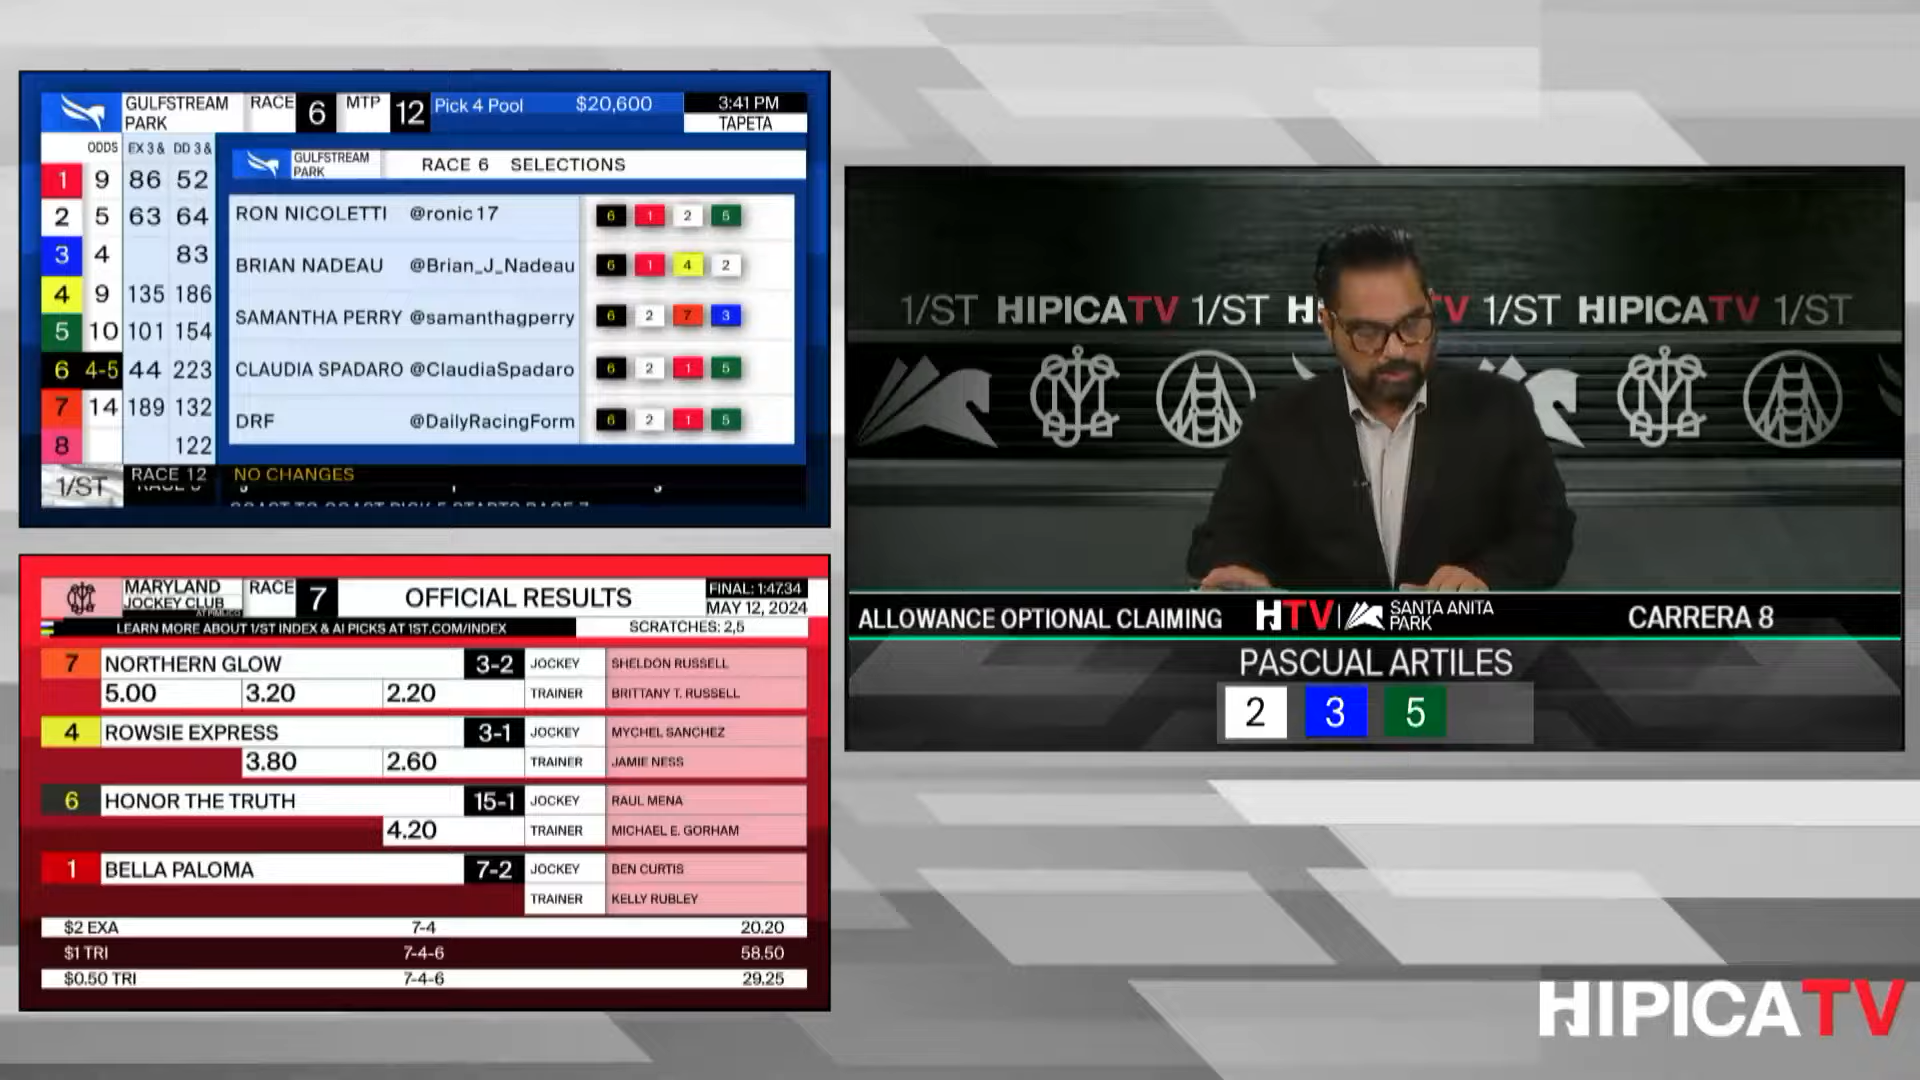 GULFSTREAM PARK RACE 6 MTP 12 Pick 4 Pool $20,600 3:41 PM TAPETA
ODDS EX 3 & DD 3 &
1 9 86 52
2 5 63 64
3 4 83
4 9 135 186
5 10 101 154
6 4-5 44 223
7 14 189 132
8 122
GULFSTREAM PARK RACE 6 SELECTIONS
RON NICOLETTI @ronic17 6 1 2 5
BRIAN NADEAU @Brian_J_Nadeau 6 1 4 2
SAMANTHA PERRY @samanthagperry 6 2 7 3
CLAUDIA SPADARO @ClaudiaSpadaro 6 2 1 5
DRF @DailyRacingForm 6 2 1 5
1/ST RACE 12 NO CHANGES
MARYLAND JOCKEY CLUB RACE 7 OFFICIAL RESULTS FINAL: 1:47.34
MAY 12, 2024
LEARN MORE ABOUT 1/ST INDEX & AI PICKS AT 1ST.COM/INDEX SCRATCHES: 2,5
7 NORTHERN GLOW 3-2 JOCKEY SHELDON RUSSELL
5.00 3.20 2.20 TRAINER BRITTANY T. RUSSELL
4 ROWSIE EXPRESS 3-1 JOCKEY MYCHEL SANCHEZ
3.80 2.60 TRAINER JAMIE NESS
6 HONOR THE TRUTH 15-1 JOCKEY RAUL MENA
4.20 TRAINER MICHAEL E. GORHAM
1 BELLA PALOMA 7-2 JOCKEY BEN CURTIS
TRAINER KELLY RUBLEY
$2 EXA 7-4 20.20
$1 TRI 7-4-6 58.50
$0.50 TRI 7-4-6 29.25
1/ST HIPICATV 1/ST HI TV 1/ST HIPICATV 1/ST
ALLOWANCE OPTIONAL CLAIMING HTV SANTA ANITA PARK CARRERA 8
PASCUAL ARTILES
2 3 5
HIPICATV